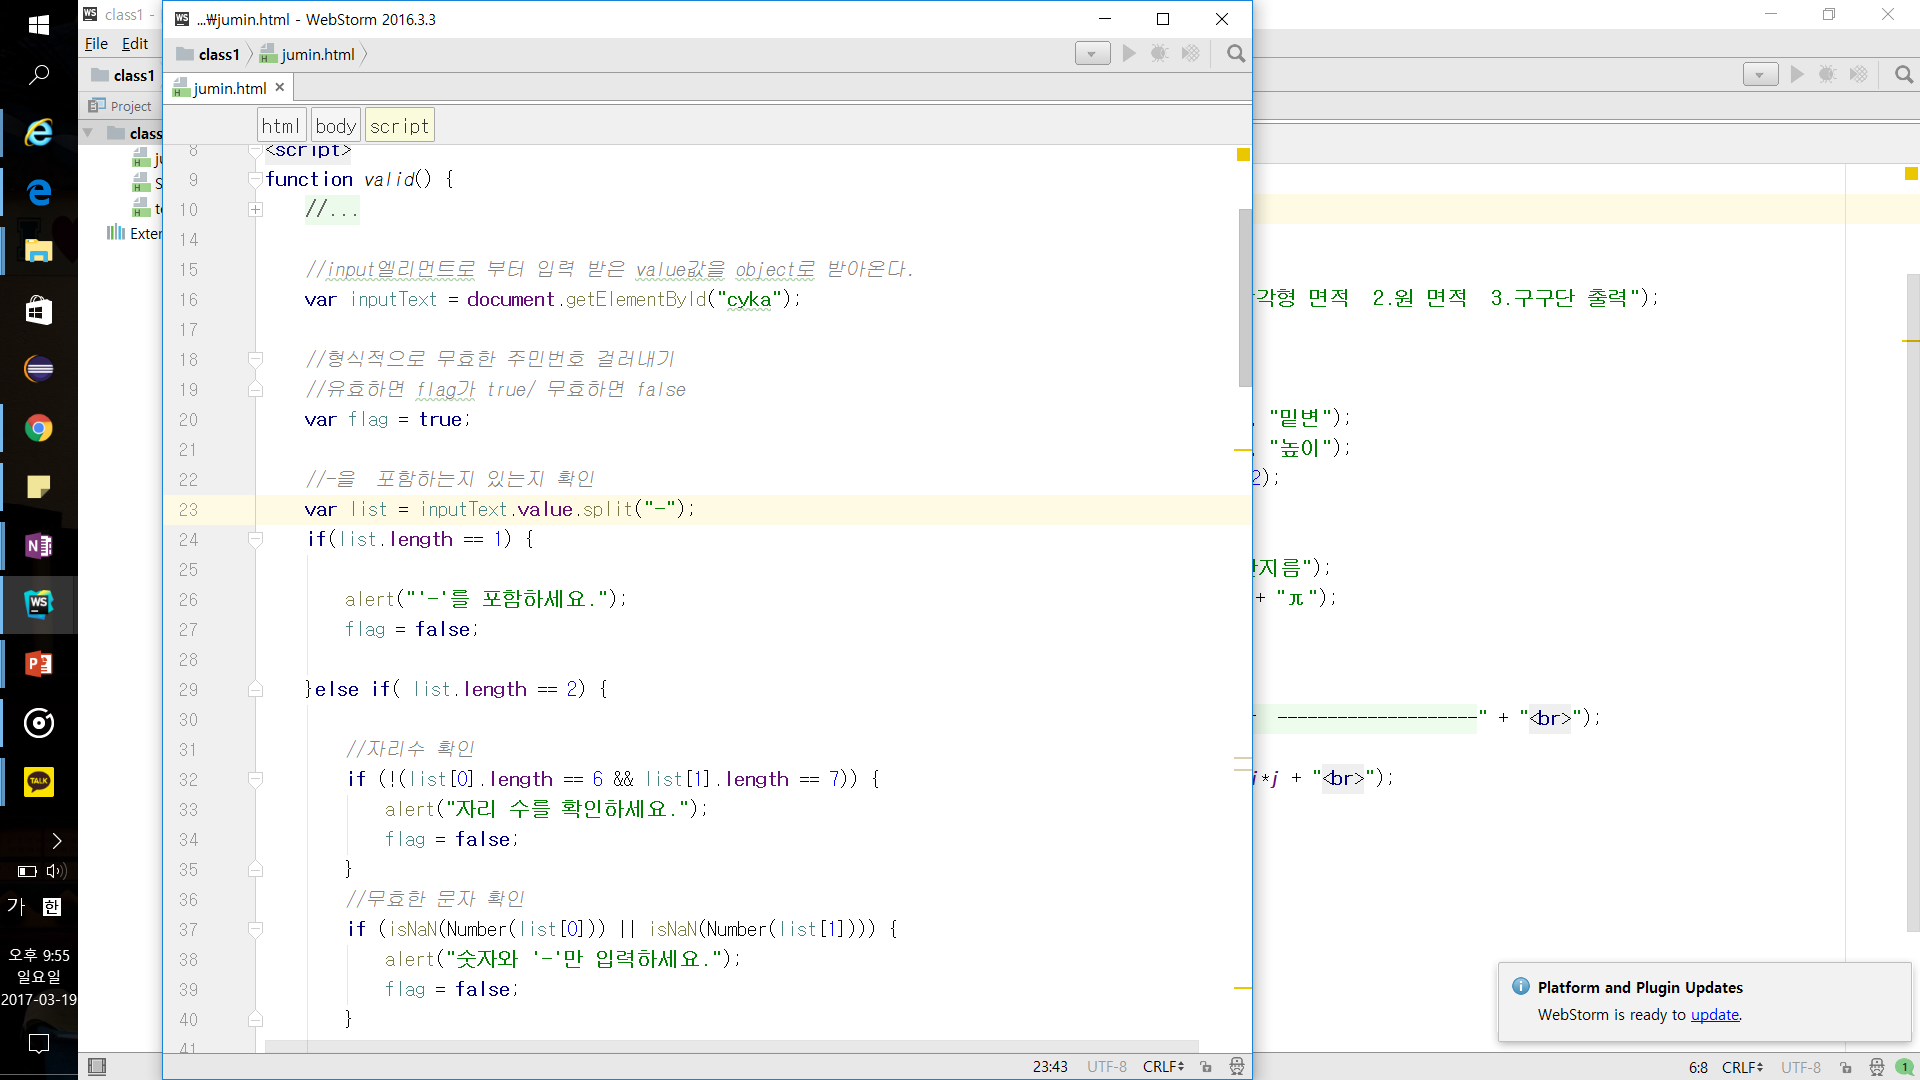 class1 -
File Edit
class1
Project
class
Exter
...₩jumin.html - WebStorm 2016.3.3
class1 jumin.html
jumin.html
html body script
8 <script>
9 function valid() {
10 //...
14
15 //input엘리먼트로 부터 입력 받은 value값을 object로 받아온다.
16 var inputText = document.getElementById("cyka");
17
18 //형식적으로 무효한 주민번호 걸러내기
19 //유효하면 flag가 true/ 무효하면 false
20 var flag = true;
21
22 //-을  포함하는지 있는지 확인
23 var list = inputText.value.split("-");
24 if(list.length == 1) {
25
26 alert("'-'를 포함하세요.");
27 flag = false;
28
29 }else if( list.length == 2) {
30
31 //자리수 확인
32 if (!(list[0].length == 6 && list[1].length == 7)) {
33 alert("자리 수를 확인하세요.");
34 flag = false;
35 }
36 //무효한 문자 확인
37 if (isNaN(Number(list[0])) || isNaN(Number(list[1]))) {
38 alert("숫자와 '-'만 입력하세요.");
39 flag = false;
40 }
41
23:43 UTF-8 CRLF
각형 면적  2.원 면적  3.구구단 출력");
"밑변");
"높이");
2);
지름");
+ "π");
--------------------" + "<br>");
*j + "<br>");
Platform and Plugin Updates
WebStorm is ready to update.
6:8 CRLF UTF-8 1
가 한
오후 9:55
일요일
2017-03-19
WS
N
P
TALK